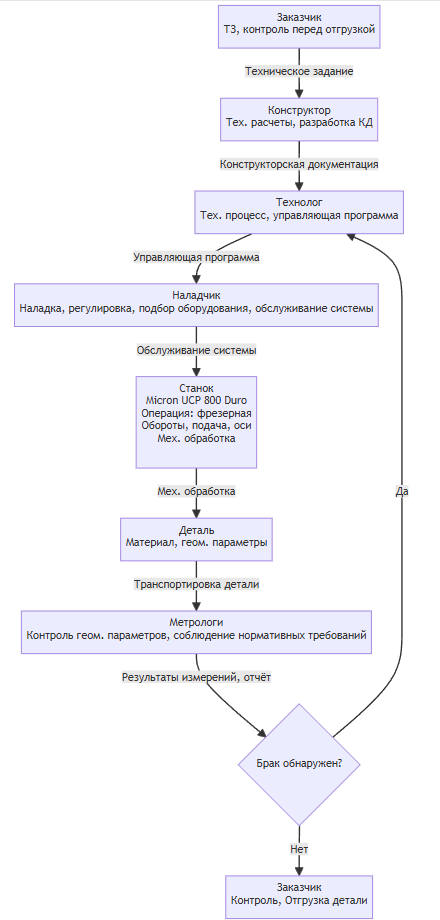 Заказчик
ТЗ, контроль перед отгрузкой
Техническое задание
Конструктор
Тех. расчеты, разработка КД
Конструкторская документация
Технолог
Тех. процесс, управляющая программа
Управляющая программа
Наладчик
Наладка, регулировка, подбор оборудования, обслуживание системы
Обслуживание системы
Станок
Micron UCP 800 Duro
Операция: фрезерная
Обороты, подача, оси
Мех. обработка
Мех. обработка
Да
Деталь
Материал, геом. параметры
Транспортировка детали
Метрологи
Контроль геом. параметров, соблюдение нормативных требований
Результаты измерений, отчёт
Брак обнаружен?
Нет
Заказчик
Контроль, Отгрузка детали